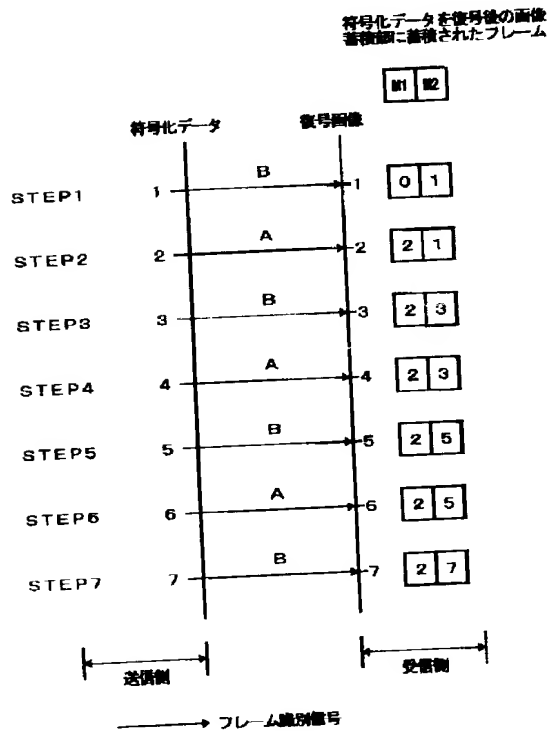 符号化データを復号後の画像
蓄積部に蓄積されたフレーム
M1 M2
符号化データ 復号画像
STEP1 1 B 1 0 1
STEP2 2 A 2 2 1
STEP3 3 B 3 2 3
STEP4 4 A 4 2 3
STEP5 5 B 5 2 5
STEP6 6 A 6 2 5
STEP7 7 B 7 2 7
送信側 受信側
フレーム識別信号